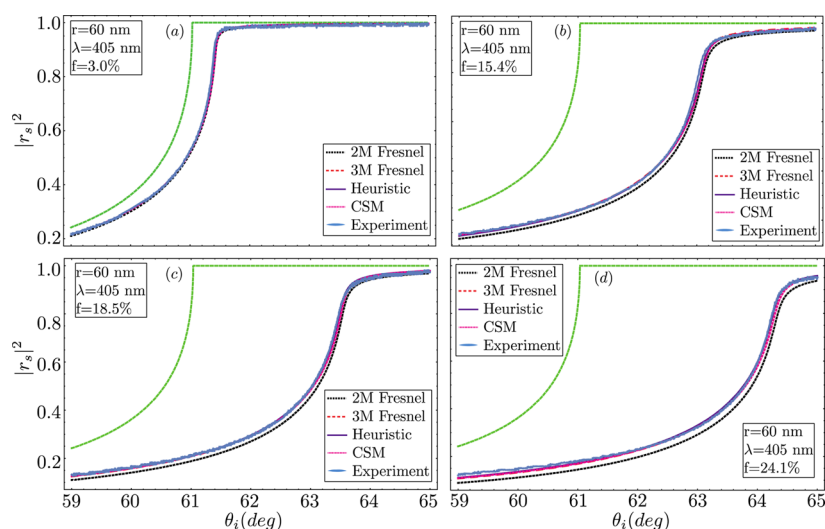 r=60 nm
λ=405 nm
f=3.0%
(a)
1.0
0.8
0.6
0.4
0.2
|r_s|^2
2M Fresnel
3M Fresnel
Heuristic
CSM
Experiment
r=60 nm
λ=405 nm
f=15.4%
(b)
2M Fresnel
3M Fresnel
Heuristic
CSM
Experiment
r=60 nm
λ=405 nm
f=18.5%
(c)
1.0
0.8
0.6
0.4
0.2
|r_s|^2
2M Fresnel
3M Fresnel
Heuristic
CSM
Experiment
59 60 61 62 63 64 65
θ_i(deg)
2M Fresnel
3M Fresnel
Heuristic
CSM
Experiment
(d)
r=60 nm
λ=405 nm
f=24.1%
59 60 61 62 63 64 65
θ_i(deg)